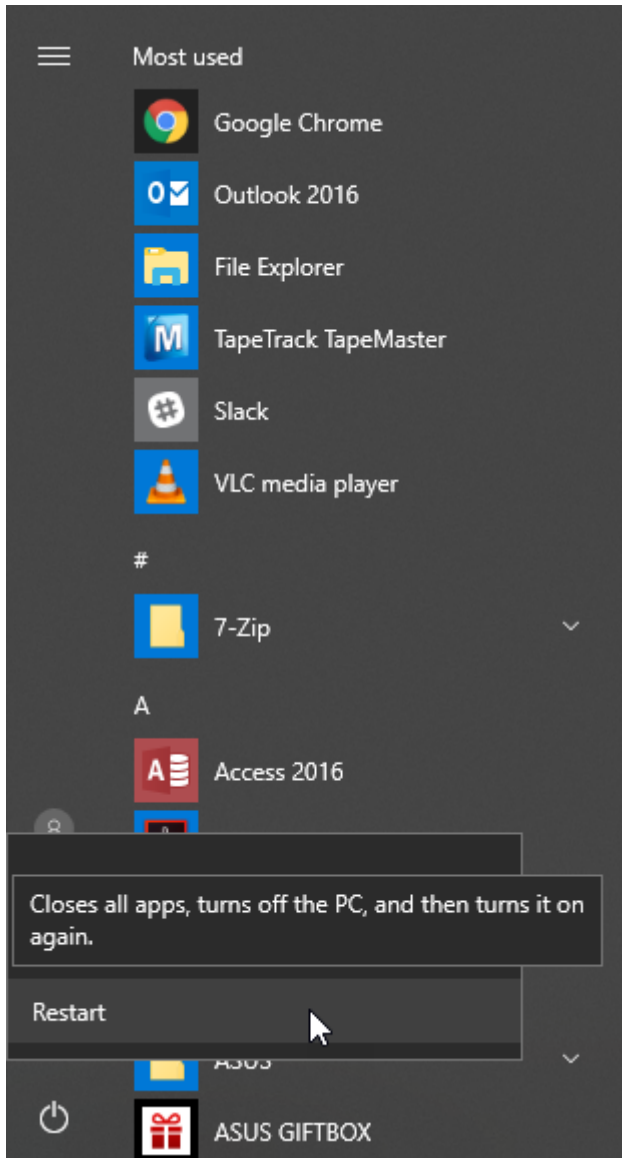 Most used
Google Chrome
Outlook 2016
File Explorer
TapeTrack TapeMaster
Slack
VLC media player
#
7-Zip
A
Access 2016
Closes all apps, turns off the PC, and then turns it on
again.
Restart
ASUS
ASUS GIFTBOX